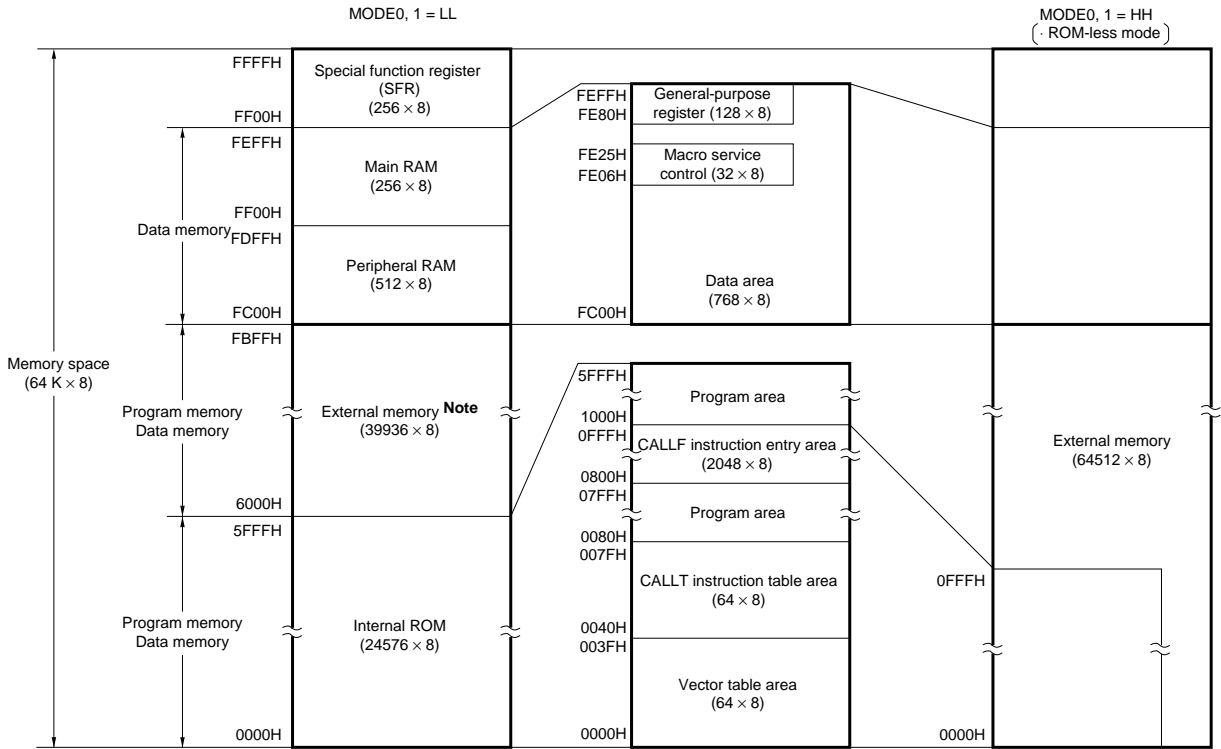 MODE0, 1 = LL
MODE0, 1 = HH
( · ROM-less mode )
FFFFH
Special function register
(SFR)
(256 × 8)
FF00H
FEFFH
Main RAM
(256 × 8)
FF00H
Data memory
FDFFH
Peripheral RAM
(512 × 8)
FC00H
FBFFH
Memory space
(64 K × 8)
Program memory
Data memory
External memory Note
(39936 × 8)
6000H
5FFFH
Program memory
Data memory
Internal ROM
(24576 × 8)
0000H
FEFFH
General-purpose
register (128 × 8)
FE80H
FE25H
Macro service
control (32 × 8)
FE06H
Data area
(768 × 8)
FC00H
5FFFH
Program area
1000H
0FFFH
CALLF instruction entry area
(2048 × 8)
0800H
07FFH
Program area
0080H
007FH
CALLT instruction table area
(64 × 8)
0040H
003FH
Vector table area
(64 × 8)
0000H
External memory
(64512 × 8)
0FFFH
0000H